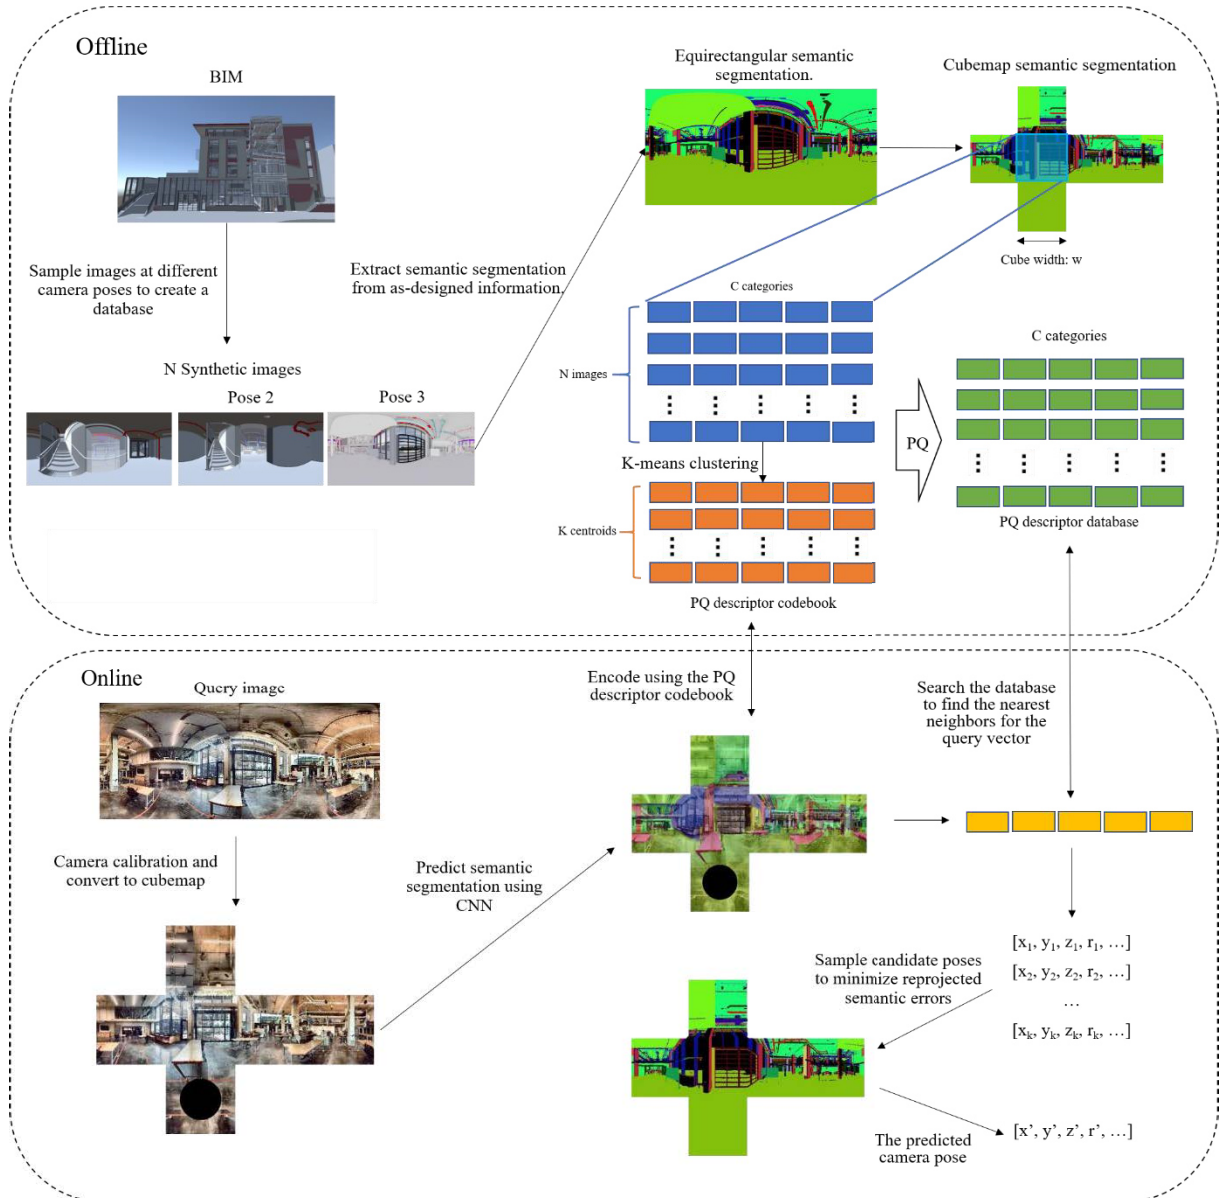 Offline
BIM
Sample images at different
camera poses to create a
database
N Synthetic images
Pose 2
Pose 3
Extract semantic segmentation
from as-designed information.
Equirectangular semantic
segmentation.
Cubemap semantic segmentation
Cube width: w
C categories
N images
K-means clustering
K centroids
PQ descriptor codebook
PQ
C categories
PQ descriptor database
Online
Query image
Camera calibration and
convert to cubemap
Predict semantic
segmentation using
CNN
Encode using the PQ
descriptor codebook
Search the database
to find the nearest
neighbors for the
query vector
[x₁, y₁, z₁, r₁, …]
[x₂, y₂, z₂, r₂, …]
…
[xₖ, yₖ, zₖ, rₖ, …]
Sample candidate poses
to minimize reprojected
semantic errors
The predicted
camera pose
[x’, y’, z’, r’, …]